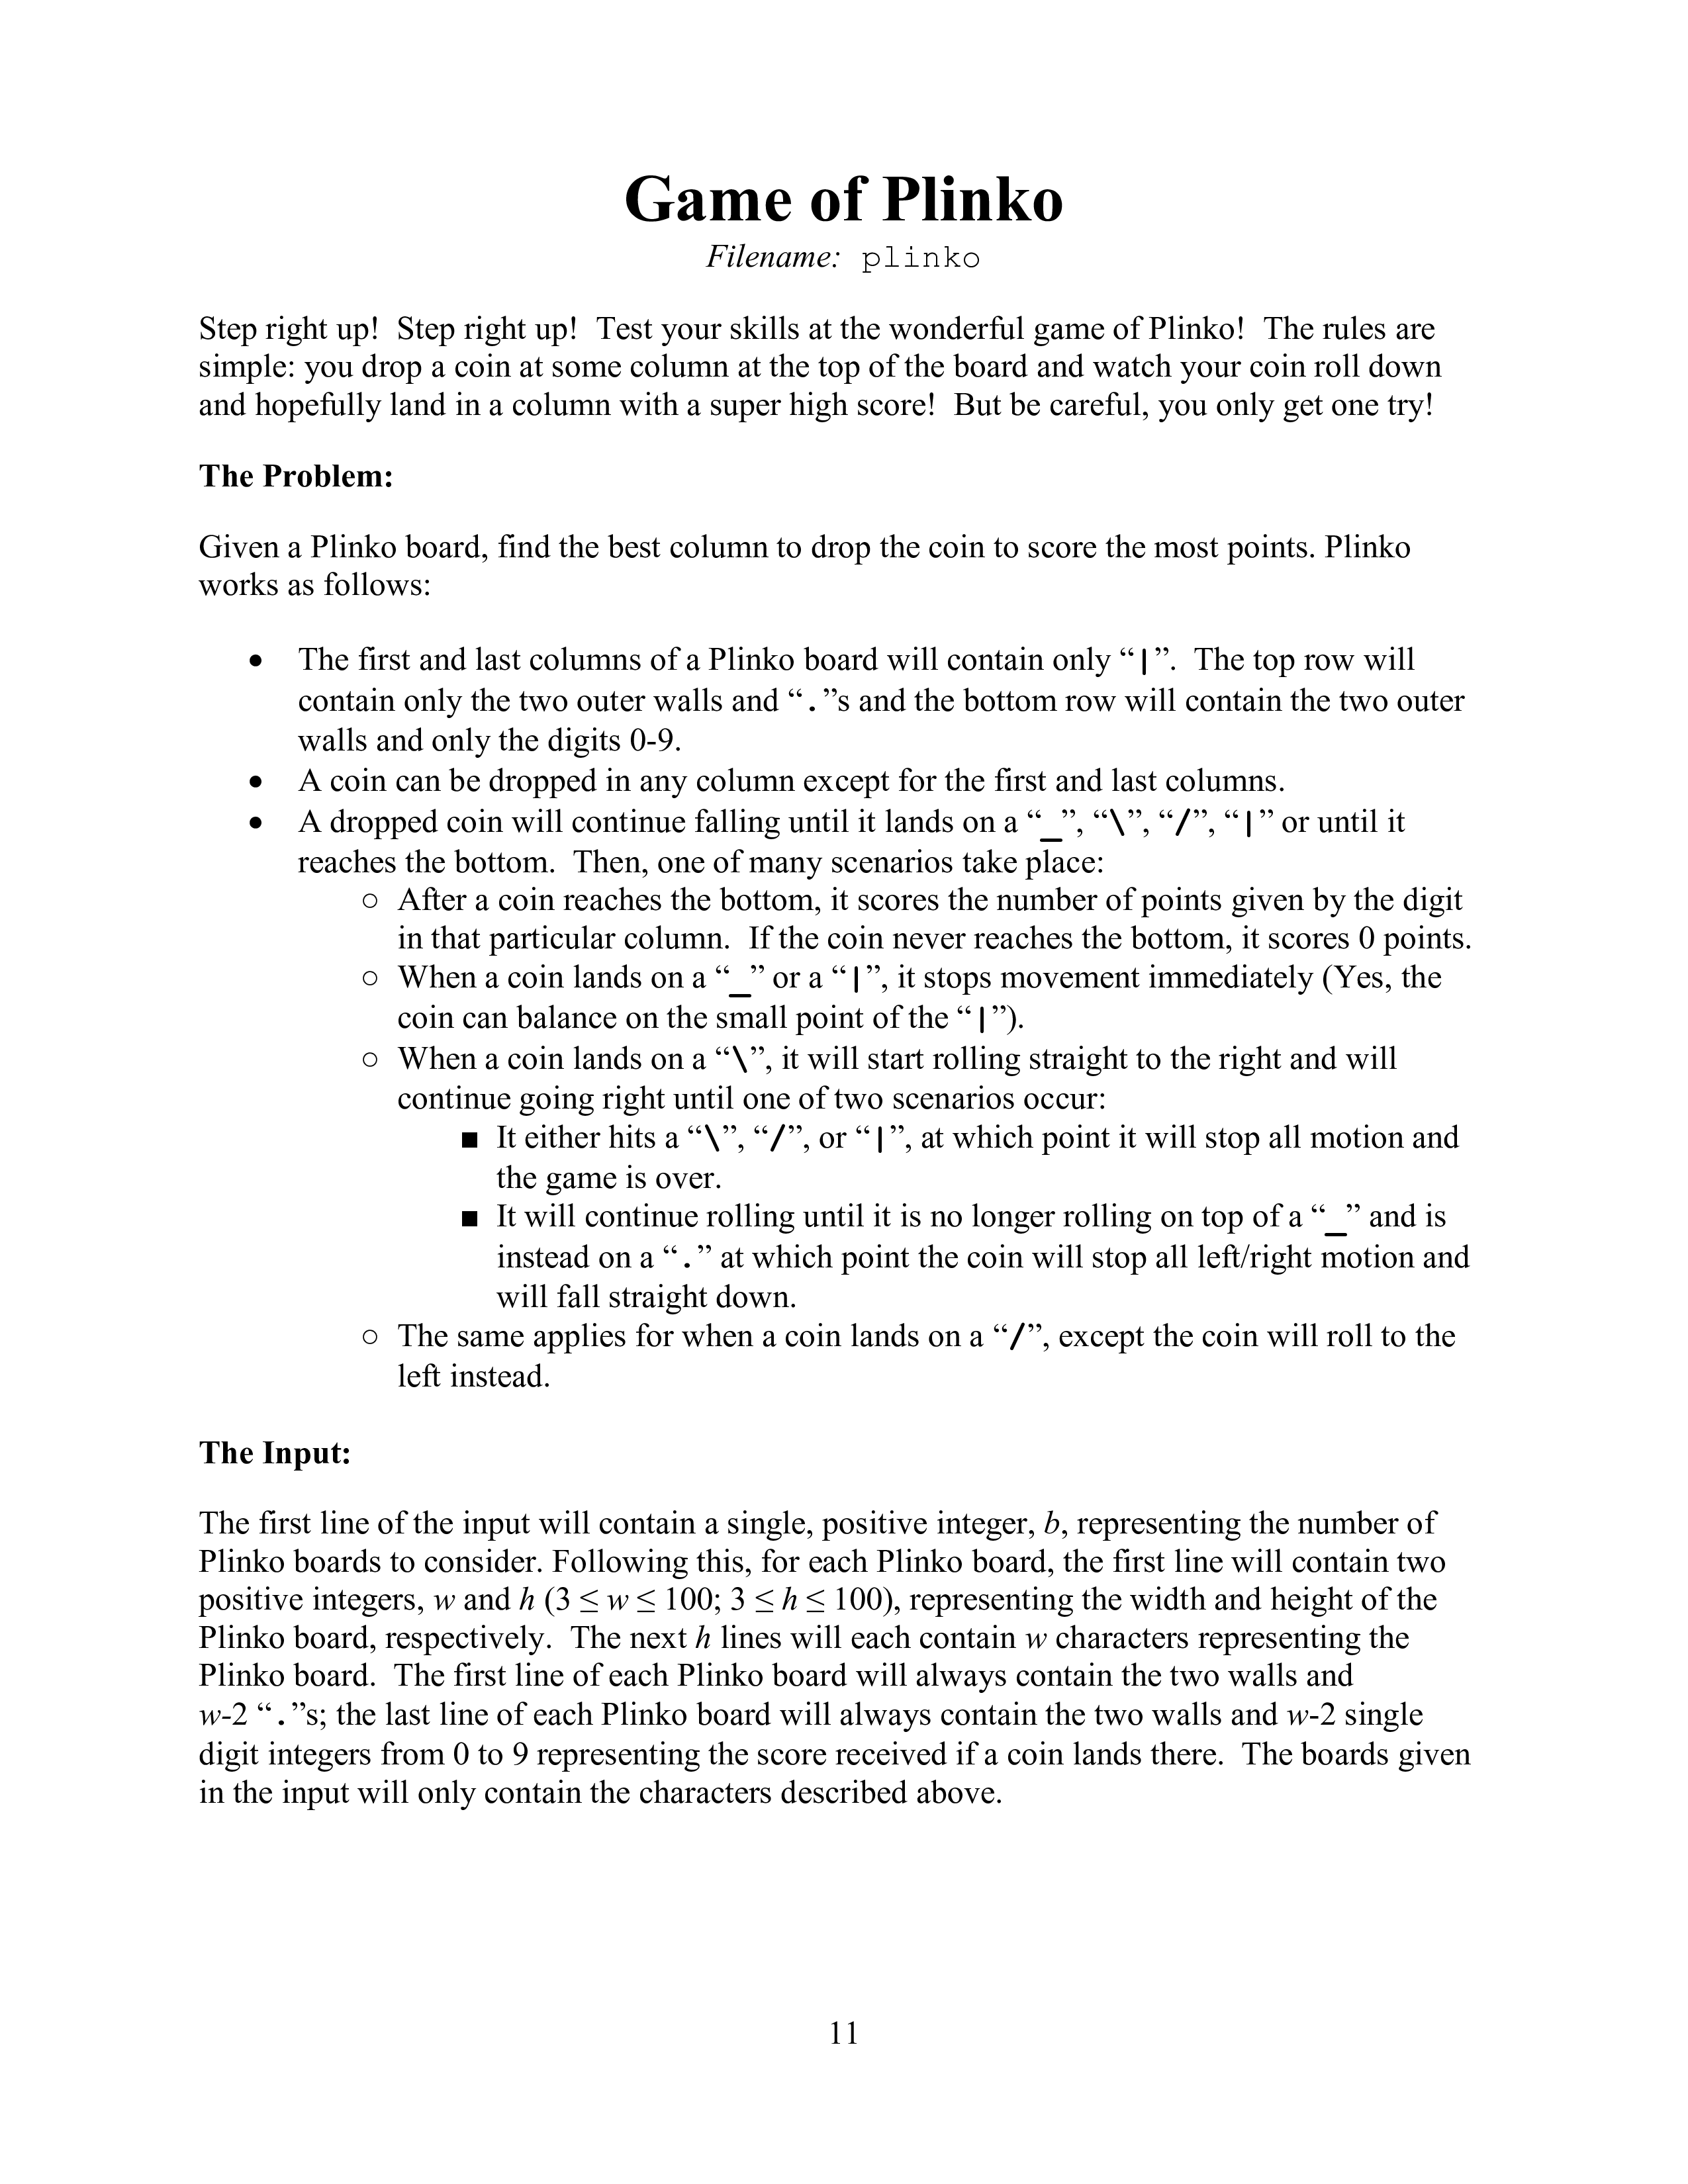 Game of Plinko
Filename: plinko
Step right up! Step right up! Test your skills at the wonderful game of Plinko! The rules are
simple: you drop a coin at some column at the top of the board and watch your coin roll down
and hopefully land in a column with a super high score! But be careful, you only get one try!
The Problem:
Given a Plinko board, find the best column to drop the coin to score the most points. Plinko
works as follows:
• The first and last columns of a Plinko board will contain only “|”. The top row will
contain only the two outer walls and “.”s and the bottom row will contain the two outer
walls and only the digits 0-9.
• A coin can be dropped in any column except for the first and last columns.
• A dropped coin will continue falling until it lands on a “_”, “\”, “/”, “|” or until it
reaches the bottom. Then, one of many scenarios take place:
○ After a coin reaches the bottom, it scores the number of points given by the digit
in that particular column. If the coin never reaches the bottom, it scores 0 points.
○ When a coin lands on a “_” or a “|”, it stops movement immediately (Yes, the
coin can balance on the small point of the “|”).
○ When a coin lands on a “\”, it will start rolling straight to the right and will
continue going right until one of two scenarios occur:
■ It either hits a “\”, “/”, or “|”, at which point it will stop all motion and
the game is over.
■ It will continue rolling until it is no longer rolling on top of a “_” and is
instead on a “.” at which point the coin will stop all left/right motion and
will fall straight down.
○ The same applies for when a coin lands on a “/”, except the coin will roll to the
left instead.
The Input:
The first line of the input will contain a single, positive integer, b, representing the number of
Plinko boards to consider. Following this, for each Plinko board, the first line will contain two
positive integers, w and h (3 ≤ w ≤ 100; 3 ≤ h ≤ 100), representing the width and height of the
Plinko board, respectively. The next h lines will each contain w characters representing the
Plinko board. The first line of each Plinko board will always contain the two walls and
w-2 “.”s; the last line of each Plinko board will always contain the two walls and w-2 single
digit integers from 0 to 9 representing the score received if a coin lands there. The boards given
in the input will only contain the characters described above.
11